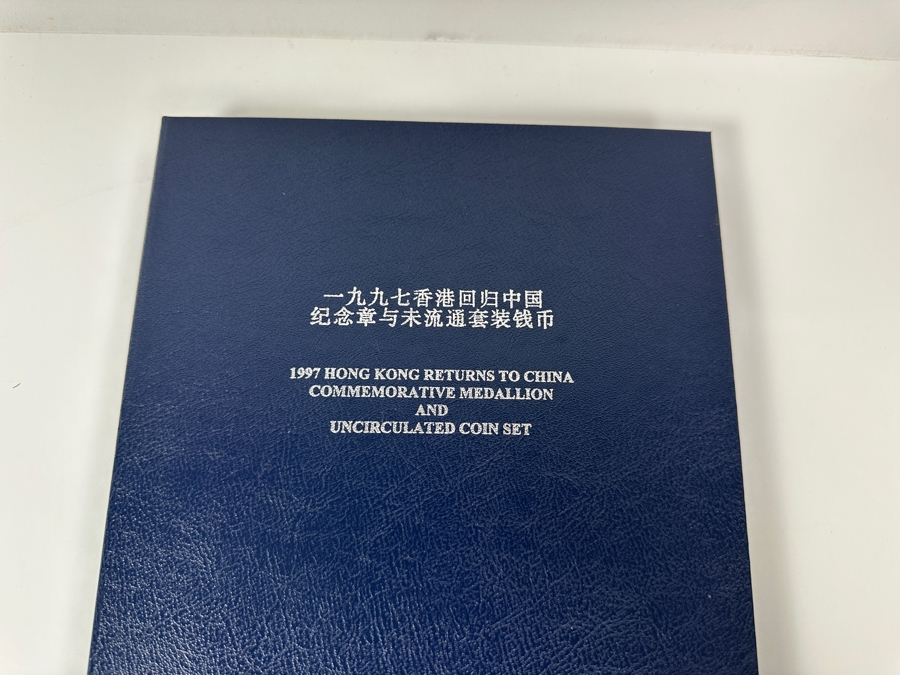 一九九七香港回归中国
纪念章与未流通套装钱币
1997 HONG KONG RETURNS TO CHINA
COMMEMORATIVE MEDALLION
AND
UNCIRCULATED COIN SET